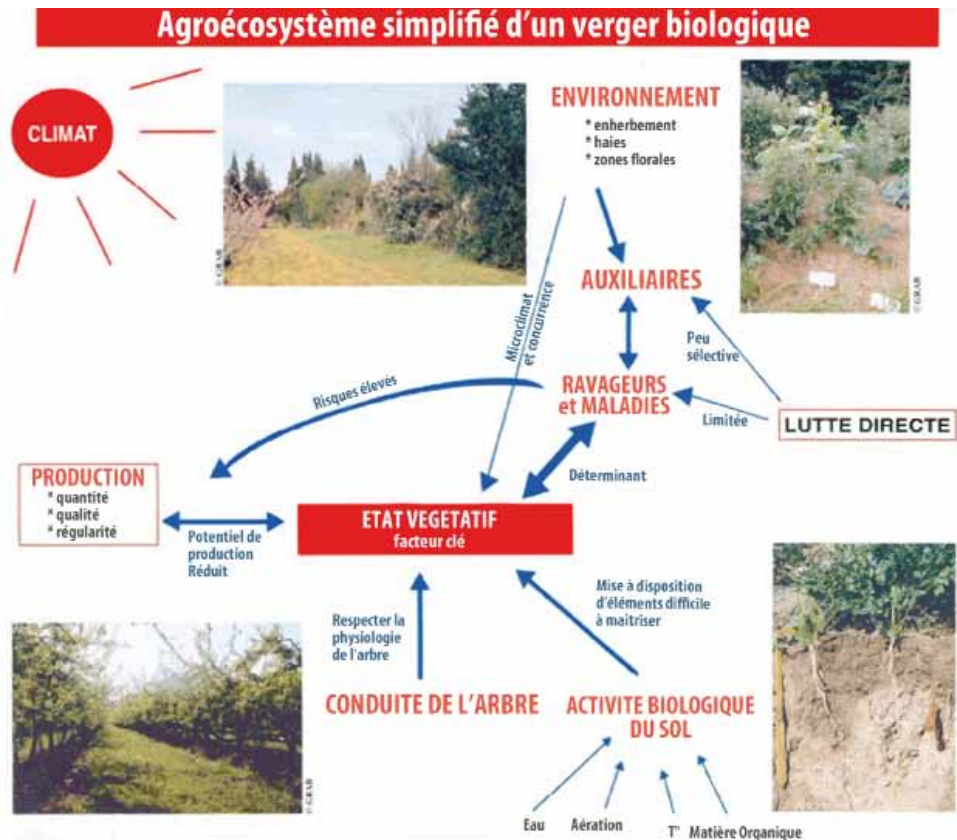 Agroécosystème simplifié d'un verger biologique
CLIMAT
ENVIRONNEMENT
* enherbement
* haies
* zones florales
© GRAB
© GRAB
AUXILIAIRES
Microclimat
et concurrence
Peu
sélective
Risques élevés
RAVAGEURS
et MALADIES
Limitée
LUTTE DIRECTE
PRODUCTION
* quantité
* qualité
* régularité
Déterminant
ETAT VEGETATIF
facteur clé
Potentiel de
production
Réduit
Mise à disposition
d'éléments difficile
à maitriser
Respecter la
physiologie
de l'arbre
CONDUITE DE L'ARBRE
ACTIVITE BIOLOGIQUE
DU SOL
© GRAB
Eau Aération T° Matière Organique